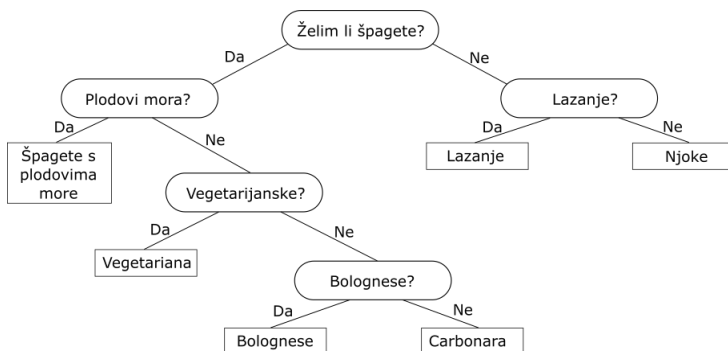 Želim li špagete?
Da
Ne
Plodovi mora?
Lazanje?
Da
Ne
Da
Ne
Špagete s
plodovima
more
Lazanje
Njoke
Vegetarijanske?
Da
Ne
Vegetariana
Bolognese?
Da
Ne
Bolognese
Carbonara